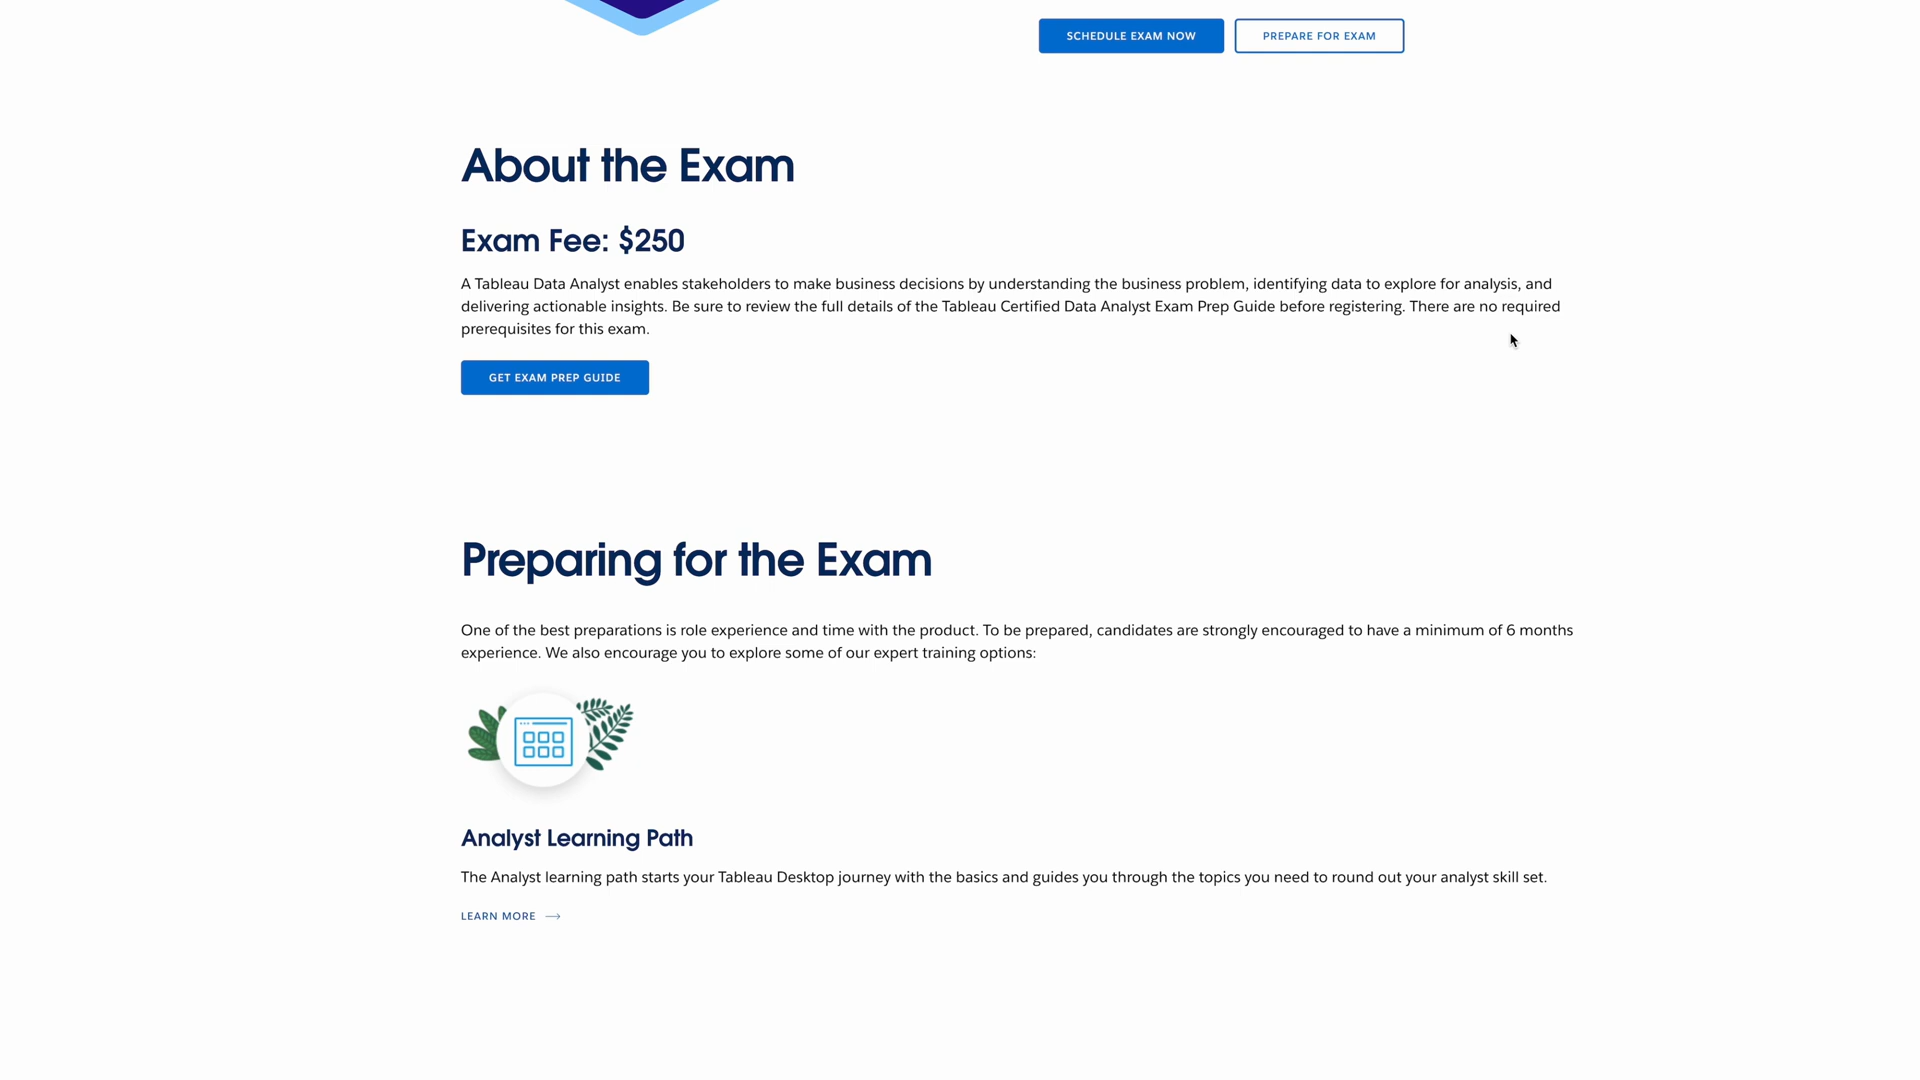 SCHEDULE EXAM NOW
PREPARE FOR EXAM
About the Exam
Exam Fee: $250
A Tableau Data Analyst enables stakeholders to make business decisions by understanding the business problem, identifying data to explore for analysis, and
delivering actionable insights. Be sure to review the full details of the Tableau Certified Data Analyst Exam Prep Guide before registering. There are no required
prerequisites for this exam.
GET EXAM PREP GUIDE
Preparing for the Exam
One of the best preparations is role experience and time with the product. To be prepared, candidates are strongly encouraged to have a minimum of 6 months
experience. We also encourage you to explore some of our expert training options:
Analyst Learning Path
The Analyst learning path starts your Tableau Desktop journey with the basics and guides you through the topics you need to round out your analyst skill set.
LEARN MORE